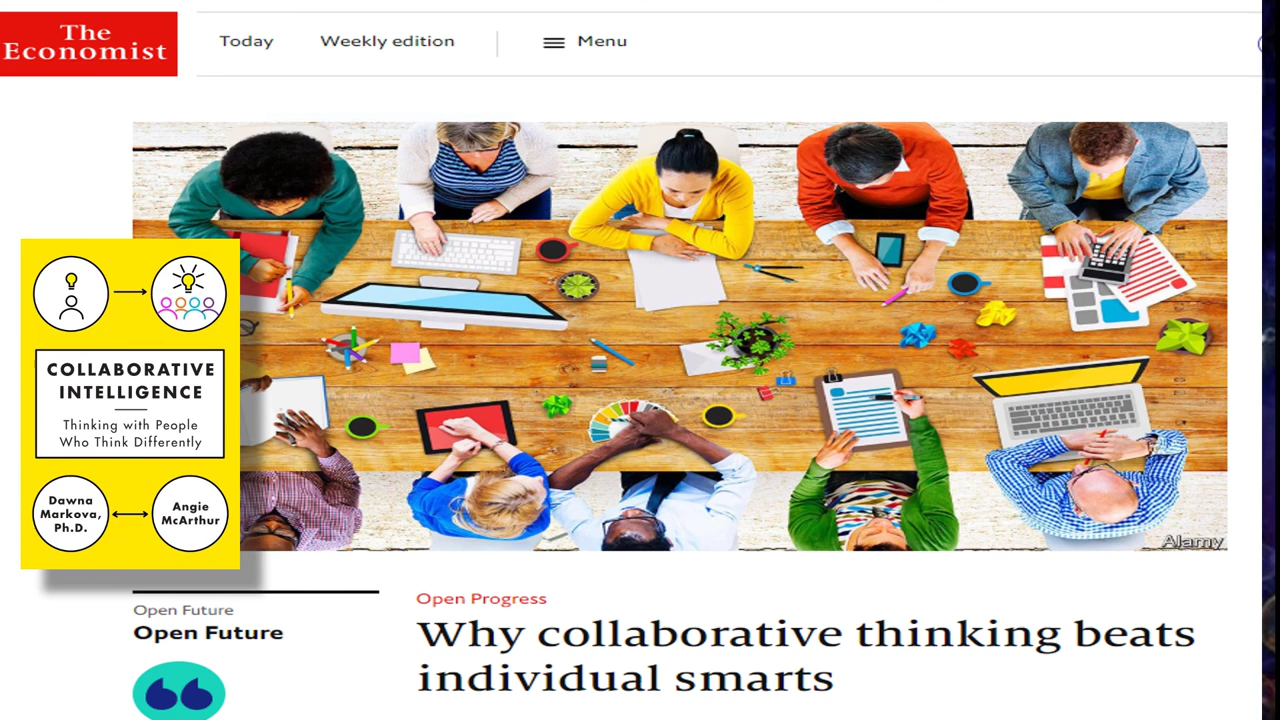 The
Economist
Today
Weekly edition
Menu
COLLABORATIVE
INTELLIGENCE
Thinking with People
Who Think Differently
Dawna
Markova,
Ph.D.
Angie
McArthur
Alamy
Open Future
Open Future
Open Progress
Why collaborative thinking beats
individual smarts